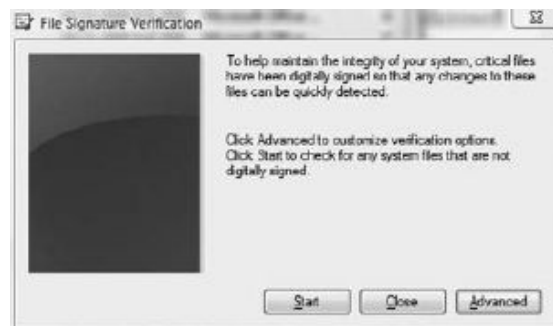 File Signature Verification
To help maintain the integrity of your system, critical files
have been digitally signed so that any changes to these
files can be quickly detected.
Click Advanced to customize verification options.
Click Start to check for any system files that are not
digitally signed.
Start Close Advanced